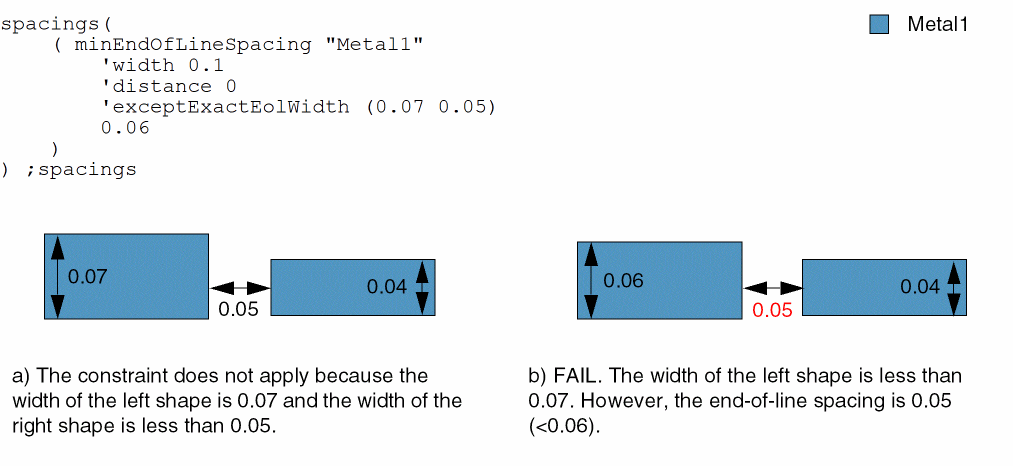 spacings(
( minEndOfLineSpacing "Metal1"
'width 0.1
'distance 0
'exceptExactEolWidth (0.07 0.05)
0.06
)
) ;spacings
Metal1
0.07
0.05
0.04
0.06
0.05
0.04
a) The constraint does not apply because the
width of the left shape is 0.07 and the width of the
right shape is less than 0.05.
b) FAIL. The width of the left shape is less than
0.07. However, the end-of-line spacing is 0.05
(<0.06).